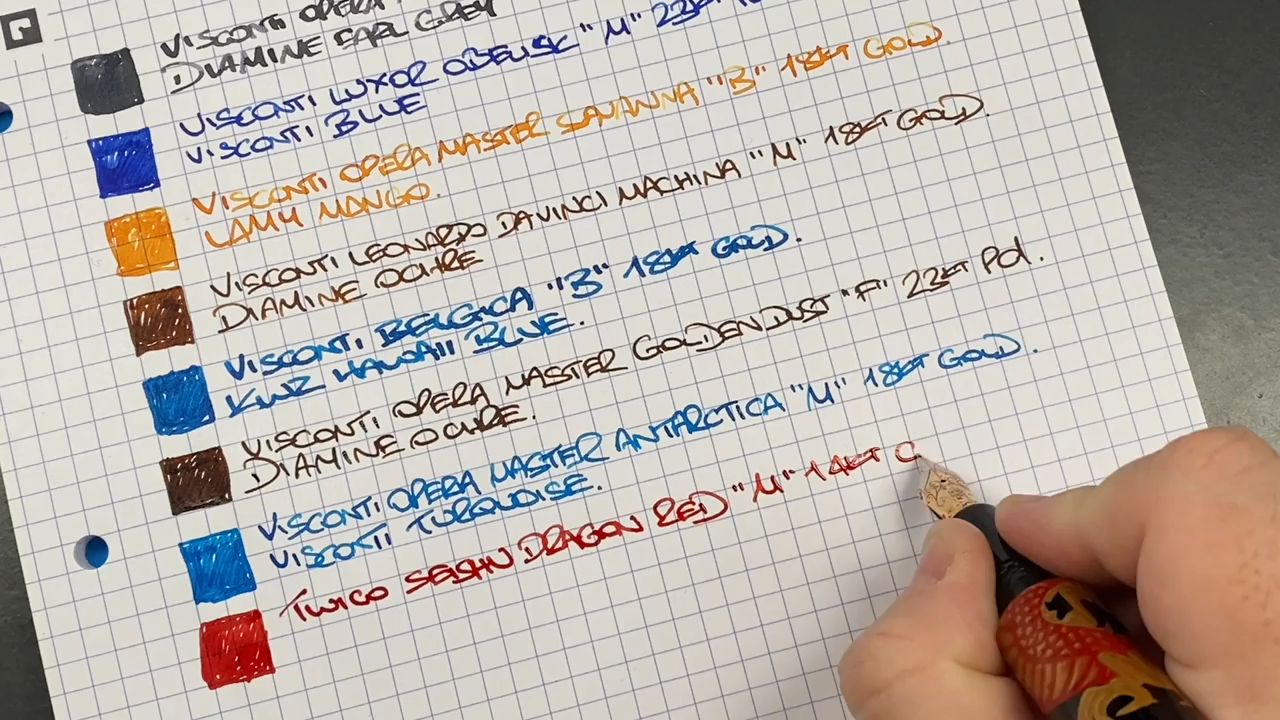 VISCONTI OPERA
DIAMINE EARL GREY
VISCONTI LUXOR OBELISK "M" 23KT
VISCONTI BLUE
VISCONTI OPERA MASTER SAVANNA "B" 18KT GOLD.
LAMY MANGO.
VISCONTI LEONARDO DAVINCI MACHINA "M" 18KT GOLD.
DIAMINE OCHRE
VISCONTI BELGICA "B" 18KT GOLD.
KWZ HAWAII BLUE.
VISCONTI OPERA MASTER GOLDEN DUST "F" 23KT Pd.
DIAMINE OCHRE.
VISCONTI OPERA MASTER ANTARCTICA "M" 18KT GOLD.
VISCONTI TURQUOISE.
DRAGON RED "M" 14KT G